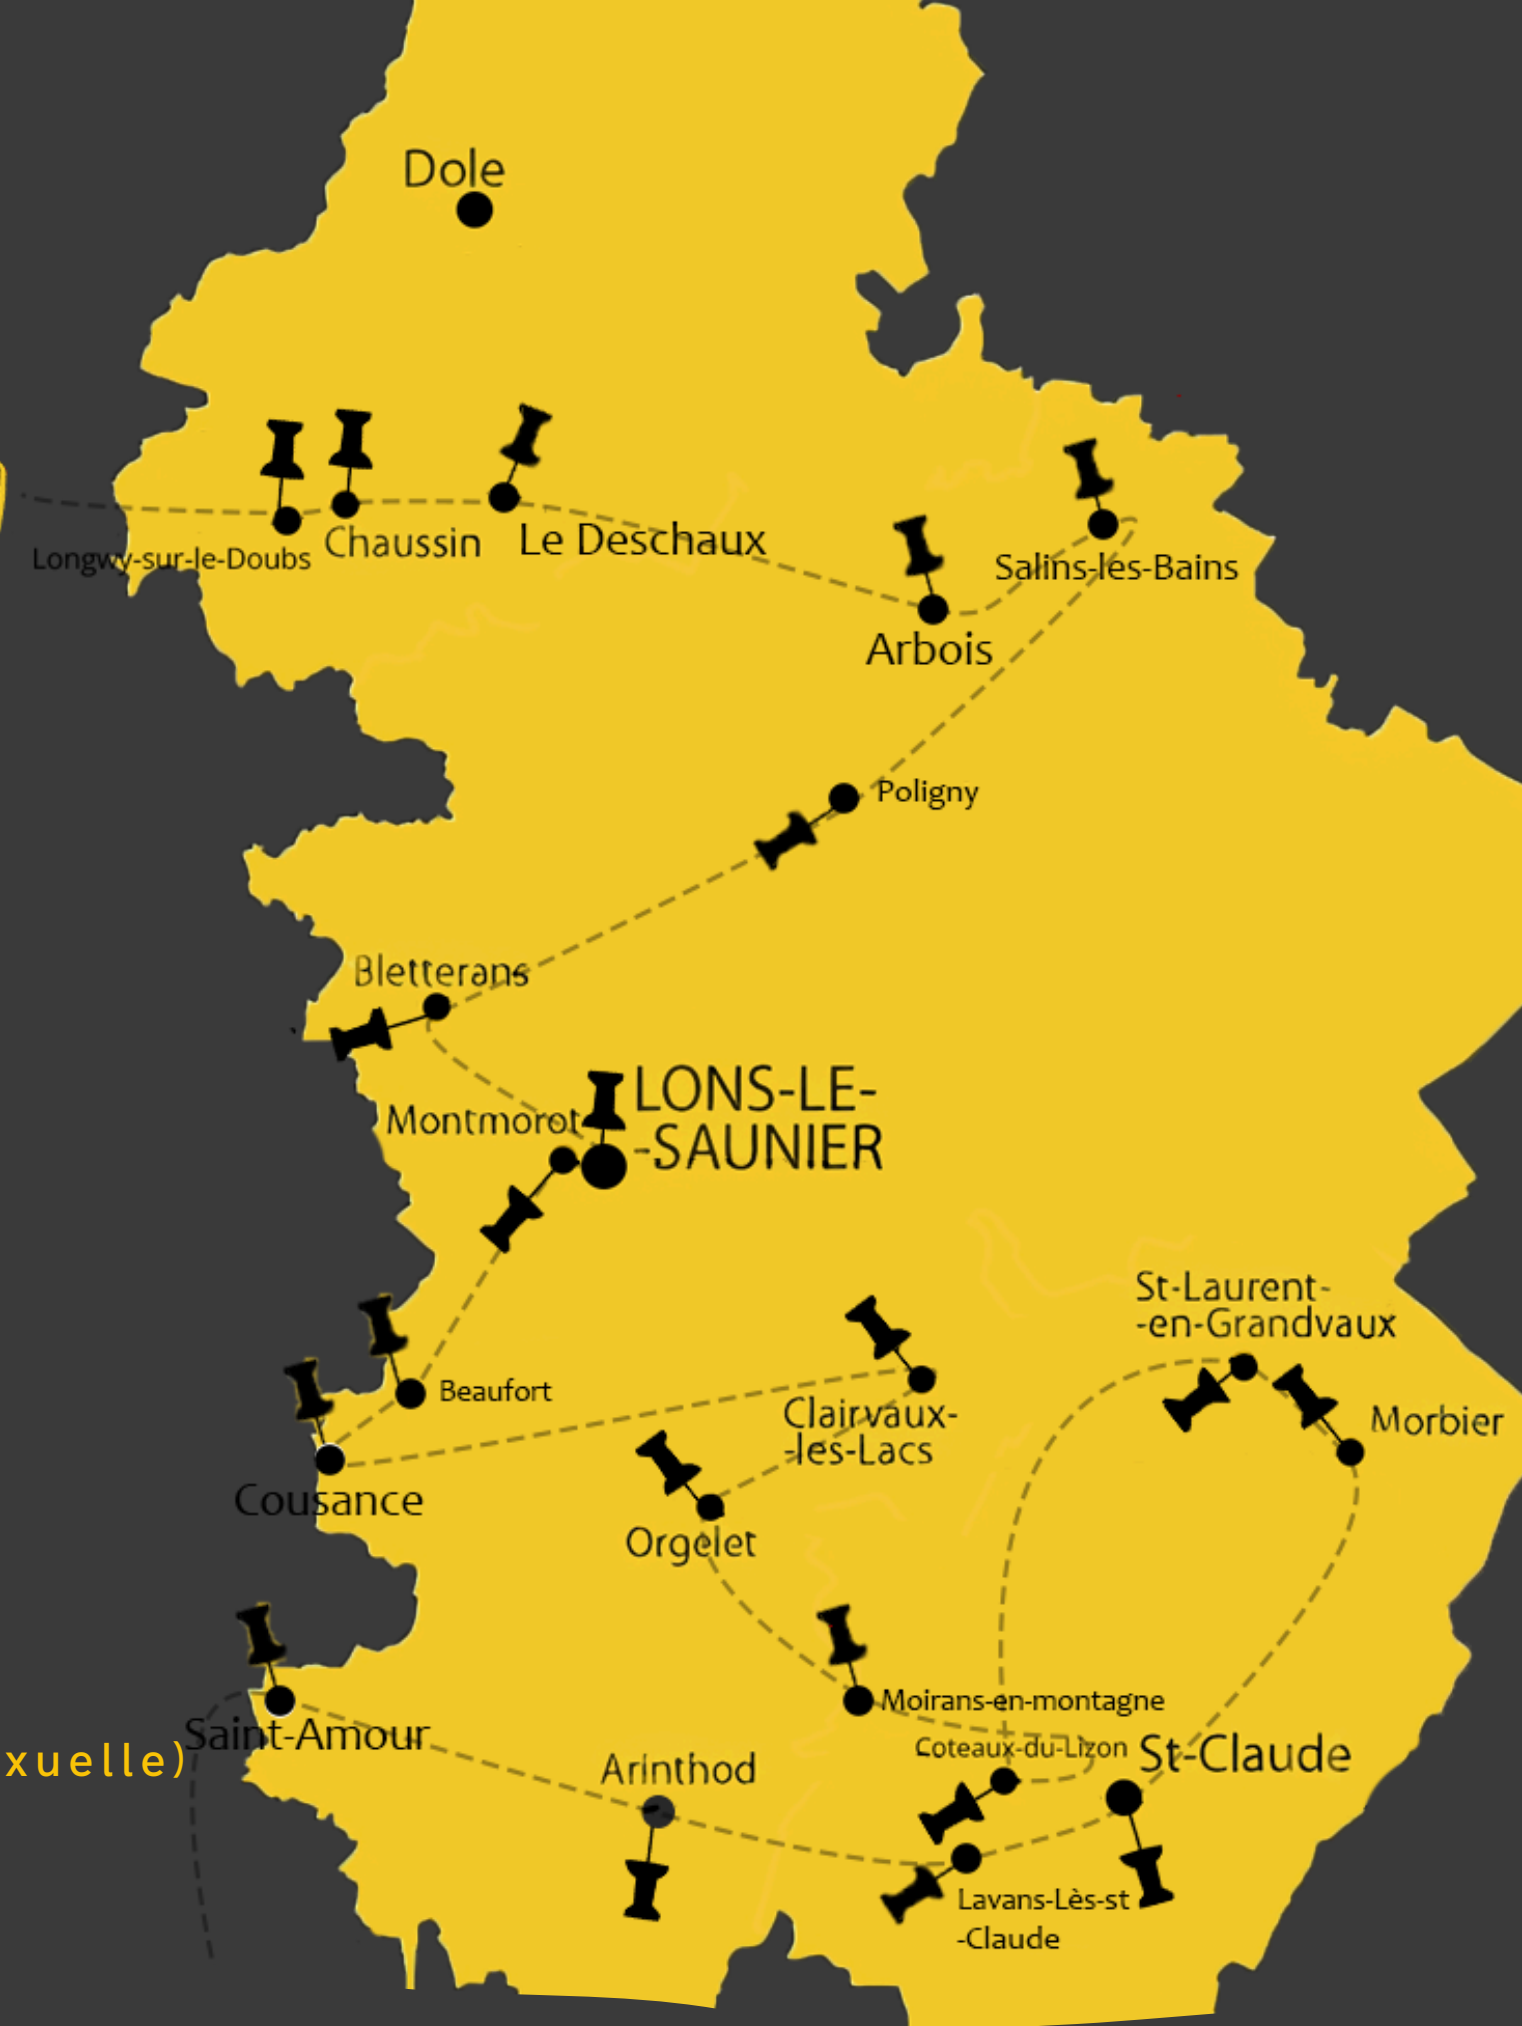 Dole
Longwy-sur-le-Doubs
Chaussin
Le Deschaux
Salins-les-Bains
Arbois
Poligny
Bletterans
LONS-LE-
-SAUNIER
Montmorot
St-Laurent-
-en-Grandvaux
Beaufort
Clairvaux-
-les-Lacs
Morbier
Cousance
Orgelet
Moirans-en-montagne
Saint-Amour
Coteaux-du-Lizon
St-Claude
xuelle)
Arinthod
Lavans-Lès-st
-Claude